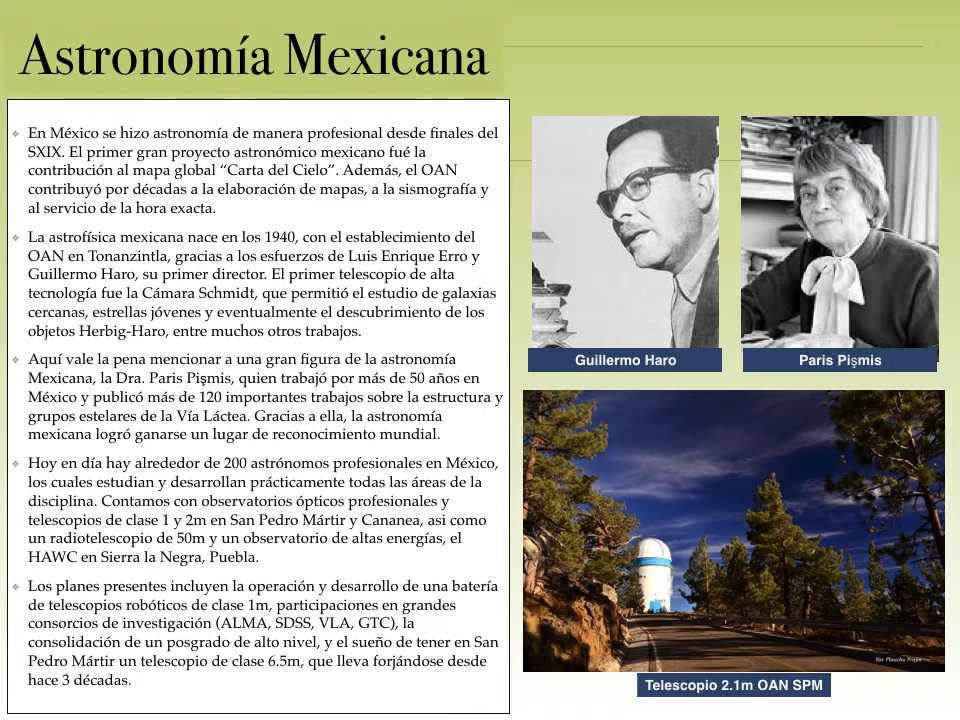 Astronomía Mexicana
En México se hizo astronomía de manera profesional desde finales del
SXIX. El primer gran proyecto astronómico mexicano fué la
contribución al mapa global “Carta del Cielo”. Además, el OAN
contribuyó por décadas a la elaboración de mapas, a la sismografía y
al servicio de la hora exacta.
La astrofísica mexicana nace en los 1940, con el establecimiento del
OAN en Tonanzintla, gracias a los esfuerzos de Luis Enrique Erro y
Guillermo Haro, su primer director. El primer telescopio de alta
tecnología fue la Cámara Schmidt, que permitió el estudio de galaxias
cercanas, estrellas jóvenes y eventualmente el descubrimiento de los
objetos Herbig-Haro, entre muchos otros trabajos.
Aquí vale la pena mencionar a una gran figura de la astronomía
Mexicana, la Dra. Paris Pişmis, quien trabajó por más de 50 años en
México y publicó más de 120 importantes trabajos sobre la estructura y
grupos estelares de la Vía Láctea. Gracias a ella, la astronomía
mexicana logró ganarse un lugar de reconocimiento mundial.
Hoy en día hay alrededor de 200 astrónomos profesionales en México,
los cuales estudian y desarrollan prácticamente todas las áreas de la
disciplina. Contamos con observatorios ópticos profesionales y
telescopios de clase 1 y 2m en San Pedro Mártir y Cananea, asi como
un radiotelescopio de 50m y un observatorio de altas energías, el
HAWC en Sierra la Negra, Puebla.
Los planes presentes incluyen la operación y desarrollo de una batería
de telescopios robóticos de clase 1m, participaciones en grandes
consorcios de investigación (ALMA, SDSS, VLA, GTC), la
consolidación de un posgrado de alto nivel, y el sueño de tener en San
Pedro Mártir un telescopio de clase 6.5m, que lleva forjándose desde
hace 3 décadas.
Guillermo Haro
Paris Pişmis
Telescopio 2.1m OAN SPM